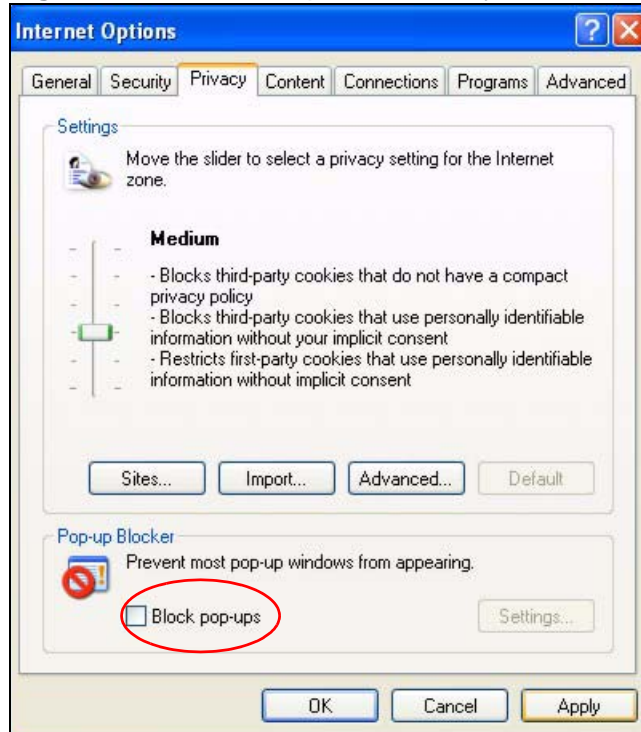 Internet Options
General Security Privacy Content Connections Programs Advanced
Settings
Move the slider to select a privacy setting for the Internet
zone.
Medium
- Blocks third-party cookies that do not have a compact
privacy policy
- Blocks third-party cookies that use personally identifiable
information without your implicit consent
- Restricts first-party cookies that use personally identifiable
information without implicit consent
Sites... Import... Advanced... Default
Pop-up Blocker
Prevent most pop-up windows from appearing.
Block pop-ups Settings...
OK Cancel Apply